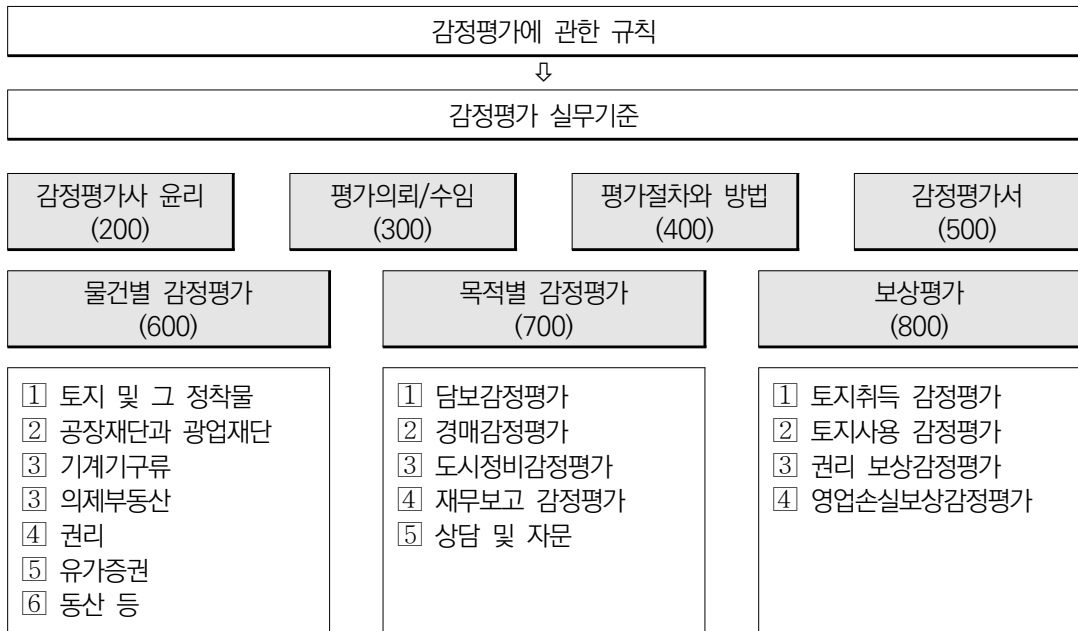 감정평가에 관한 규칙
⇩
감정평가 실무기준
감정평가사 윤리
(200)
평가의뢰/수임
(300)
평가절차와 방법
(400)
감정평가서
(500)
물건별 감정평가
(600)
목적별 감정평가
(700)
보상평가
(800)
1 토지 및 그 정착물
2 공장재단과 광업재단
3 기계기구류
3 의제부동산
4 권리
5 유가증권
6 동산 등
1 담보감정평가
2 경매감정평가
3 도시정비감정평가
4 재무보고 감정평가
5 상담 및 자문
1 토지취득 감정평가
2 토지사용 감정평가
3 권리 보상감정평가
4 영업손실보상감정평가